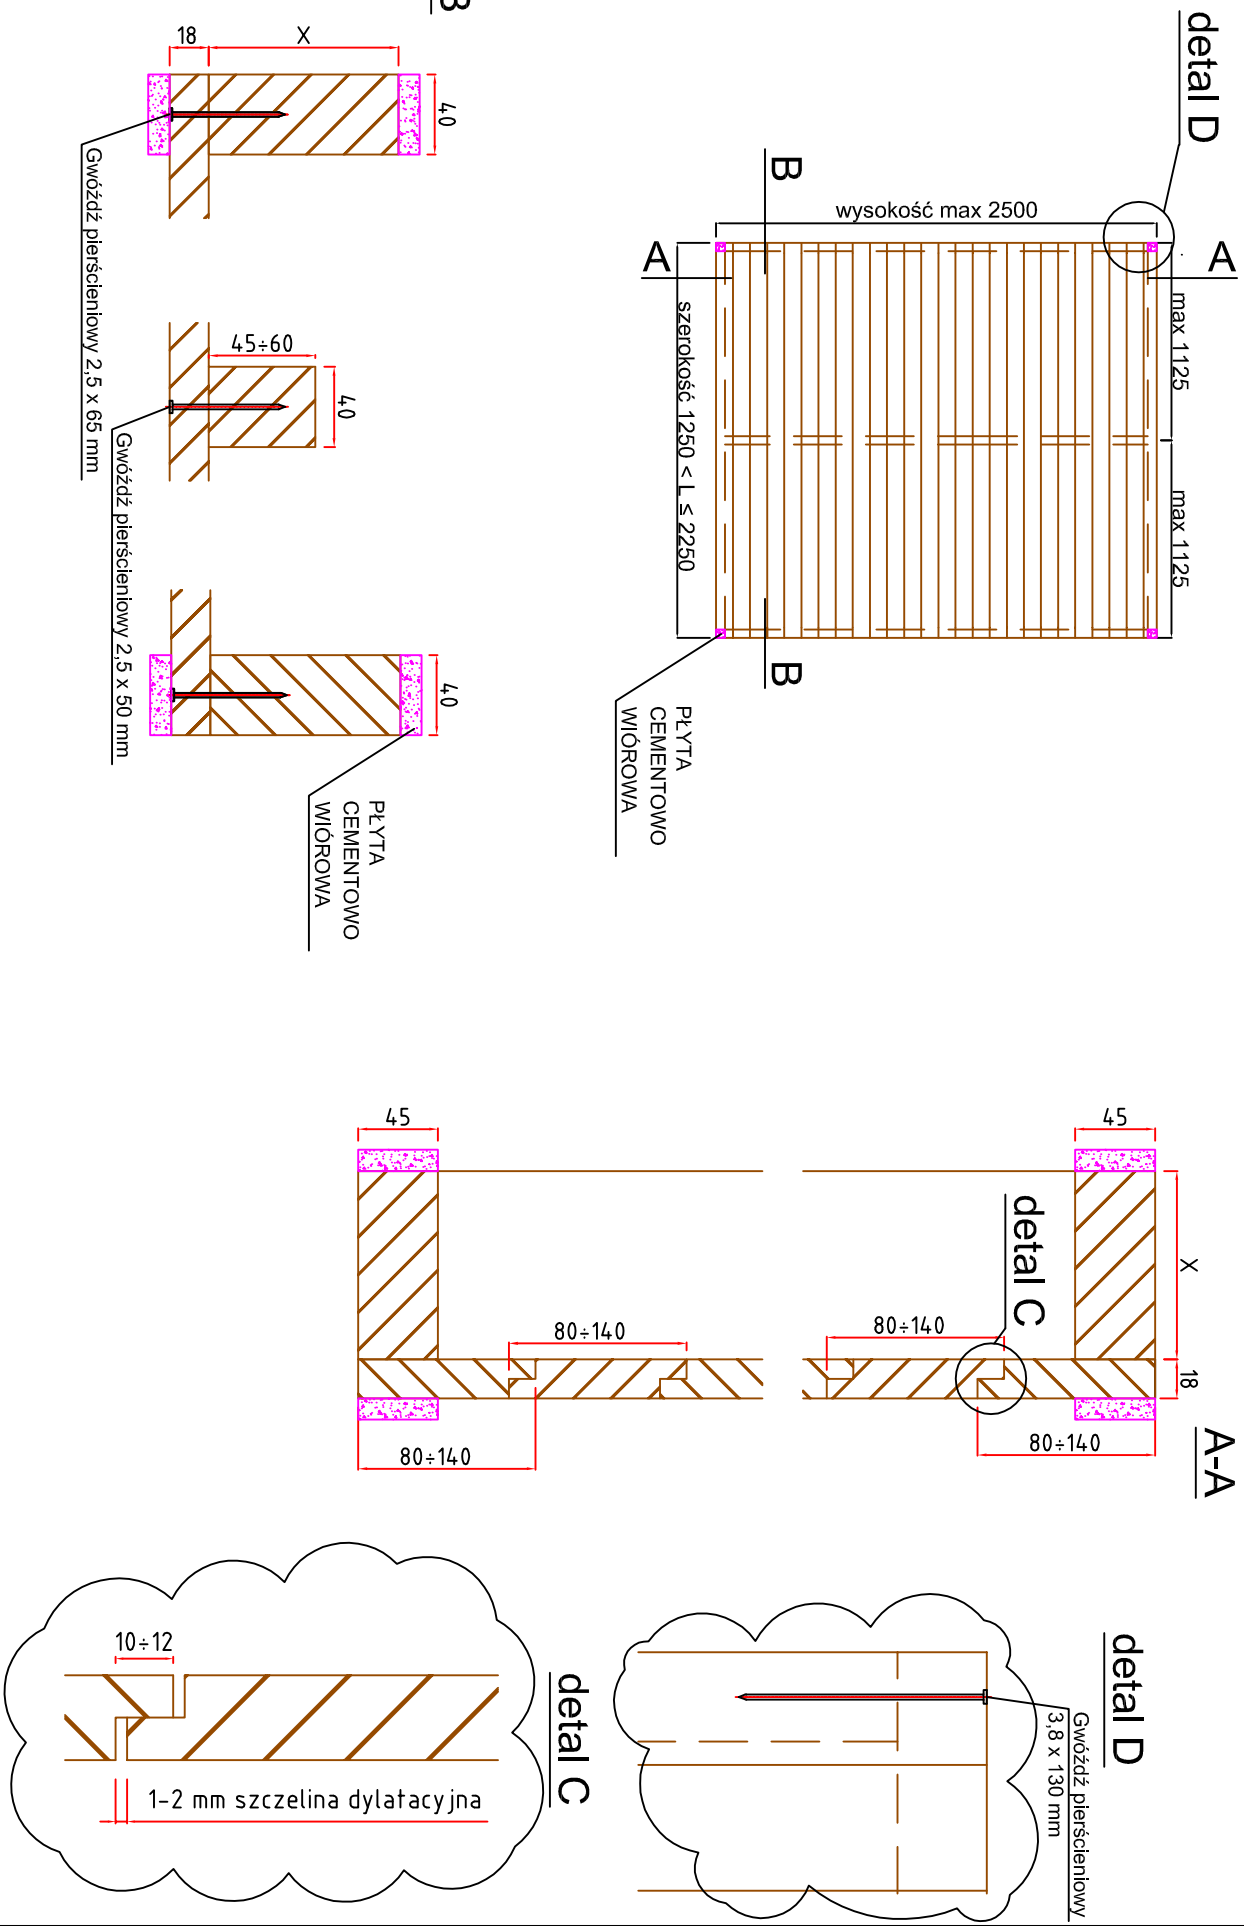 detal D
B
B
A
A
wysokość max 2500
max 1125
max 1125
szerokość 1250 < L ≤ 2250
PŁYTA
CEMENTOWO
WIÓROWA
B
18
X
40
Gwóźdź pierścieniowy 2,5 x 65 mm
45÷60
40
Gwóźdź pierścieniowy 2,5 x 50 mm
40
PŁYTA
CEMENTOWO
WIÓROWA
A-A
45
45
X
18
detal C
80÷140
80÷140
80÷140
80÷140
detal D
Gwóźdź pierścieniowy
3,8 x 130 mm
detal C
10÷12
1-2 mm szczelina dylatacyjna